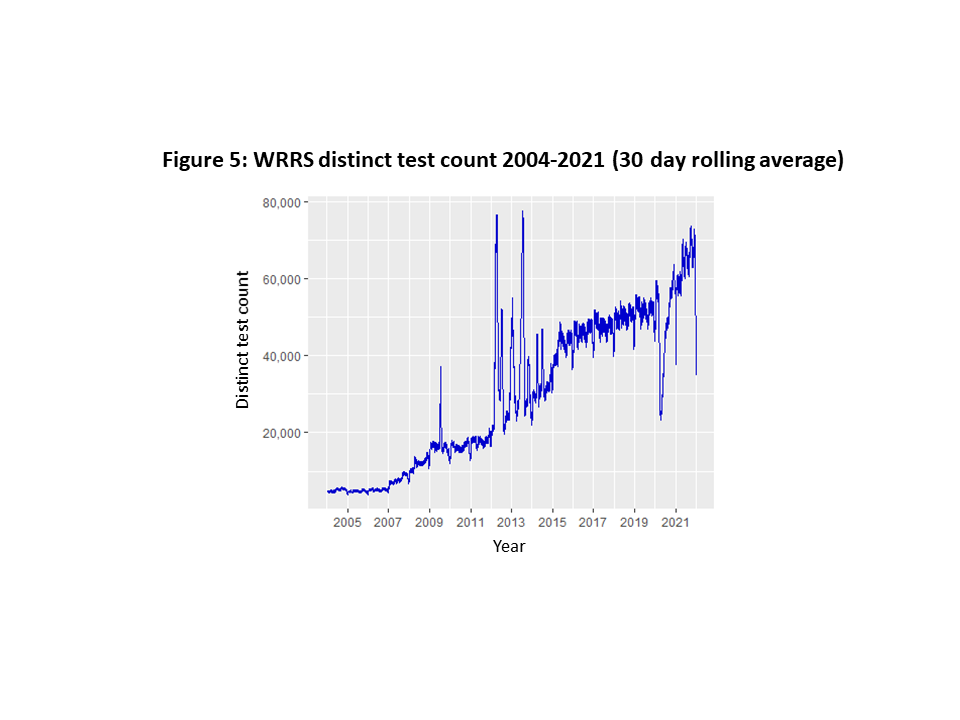 Figure 5: WRRS distinct test count 2004-2021 (30 day rolling average)
80,000
60,000
40,000
20,000
Distinct test count
2005 2007 2009 2011 2013 2015 2017 2019 2021
Year